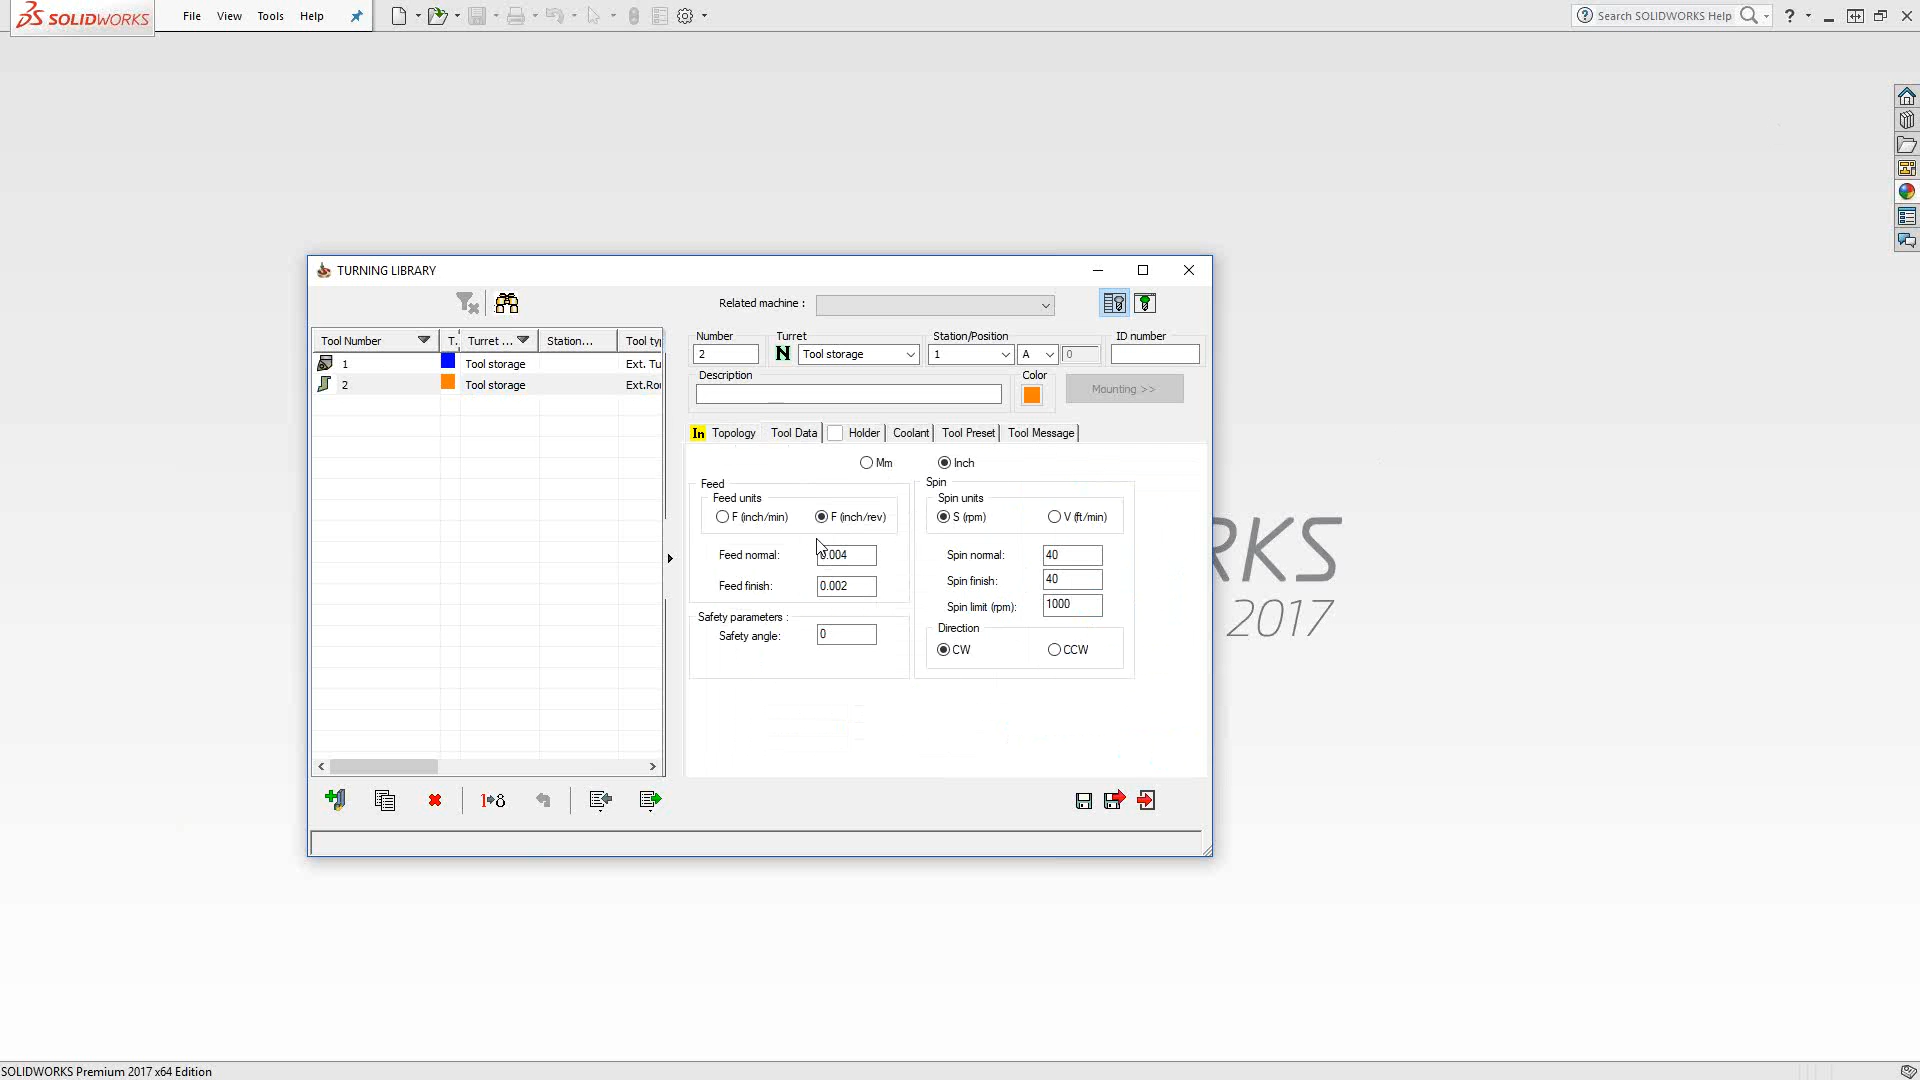 SOLIDWORKS File View Tools Help Search SOLIDWORKS Help ?
TURNING LIBRARY
Related machine :
Tool Number T. Turret ... Station...
1 Tool storage Ext. Tu
2 Tool storage Ext.Ro
Number Turret Station/Position ID number
2 N Tool storage 1 A 0
Description Color
Mounting >>
In Topology Tool Data Holder Coolant Tool Preset Tool Message
Mm Inch
Feed Spin
Feed units Spin units
F (inch/min) F (inch/rev) S (rpm) V (ft/min)
Feed normal: 0.004 Spin normal: 40
Feed finish: 0.002 Spin finish: 40
Spin limit (rpm): 1000
Safety parameters :
Safety angle: 0
Direction
CW CCW
1 8
RKS
2017
SOLIDWORKS Premium 2017 x64 Edition